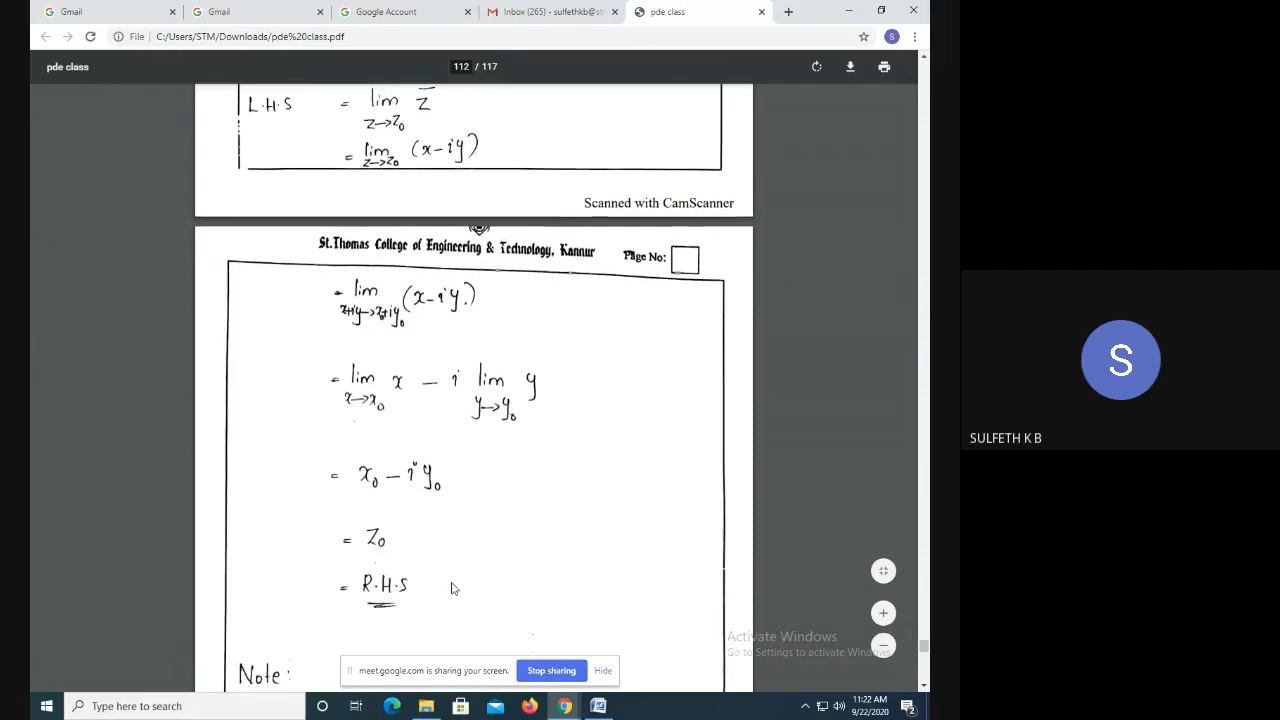 Gmail
Gmail
Google Account
Inbox (265) - sulfethkb@st
pde class
File | C:/Users/STM/Downloads/pde%20class.pdf
S
pde class
112 / 117
L.H.S = lim z̅
z→z₀
= lim (x-iy)
z→z₀
Scanned with CamScanner
St.Thomas College of Engineering & Technology, Kannur
Page No:
= lim (x-iy)
x+iy→x₀+iy₀
= lim x - i lim y
x→x₀ y→y₀
= x₀ - iy₀
= z₀
= R.H.S
Note:
S
SULFETH K B
Activate Windows
Go to Settings to activate Windows.
meet.google.com is sharing your screen.
Stop sharing
Hide
Type here to search
11:22 AM
9/22/2020
2